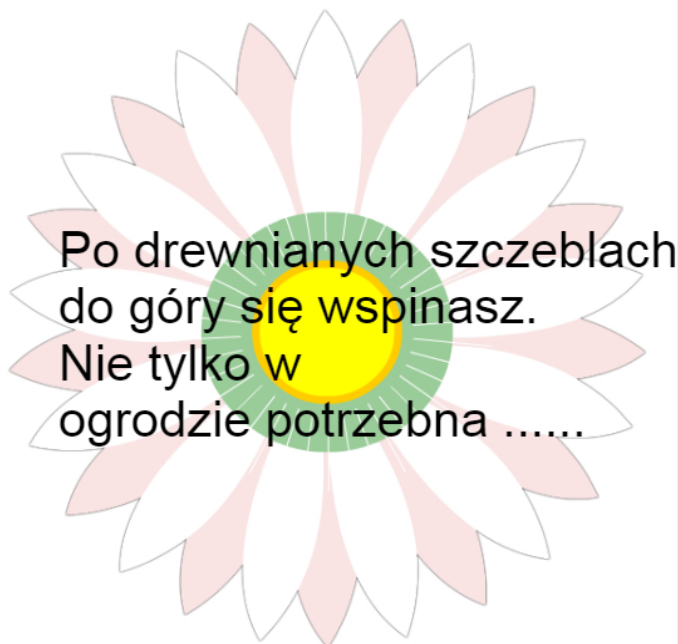 Po drewnianych szczeblach
do góry się wspinasz.
Nie tylko w
ogrodzie potrzebna ......